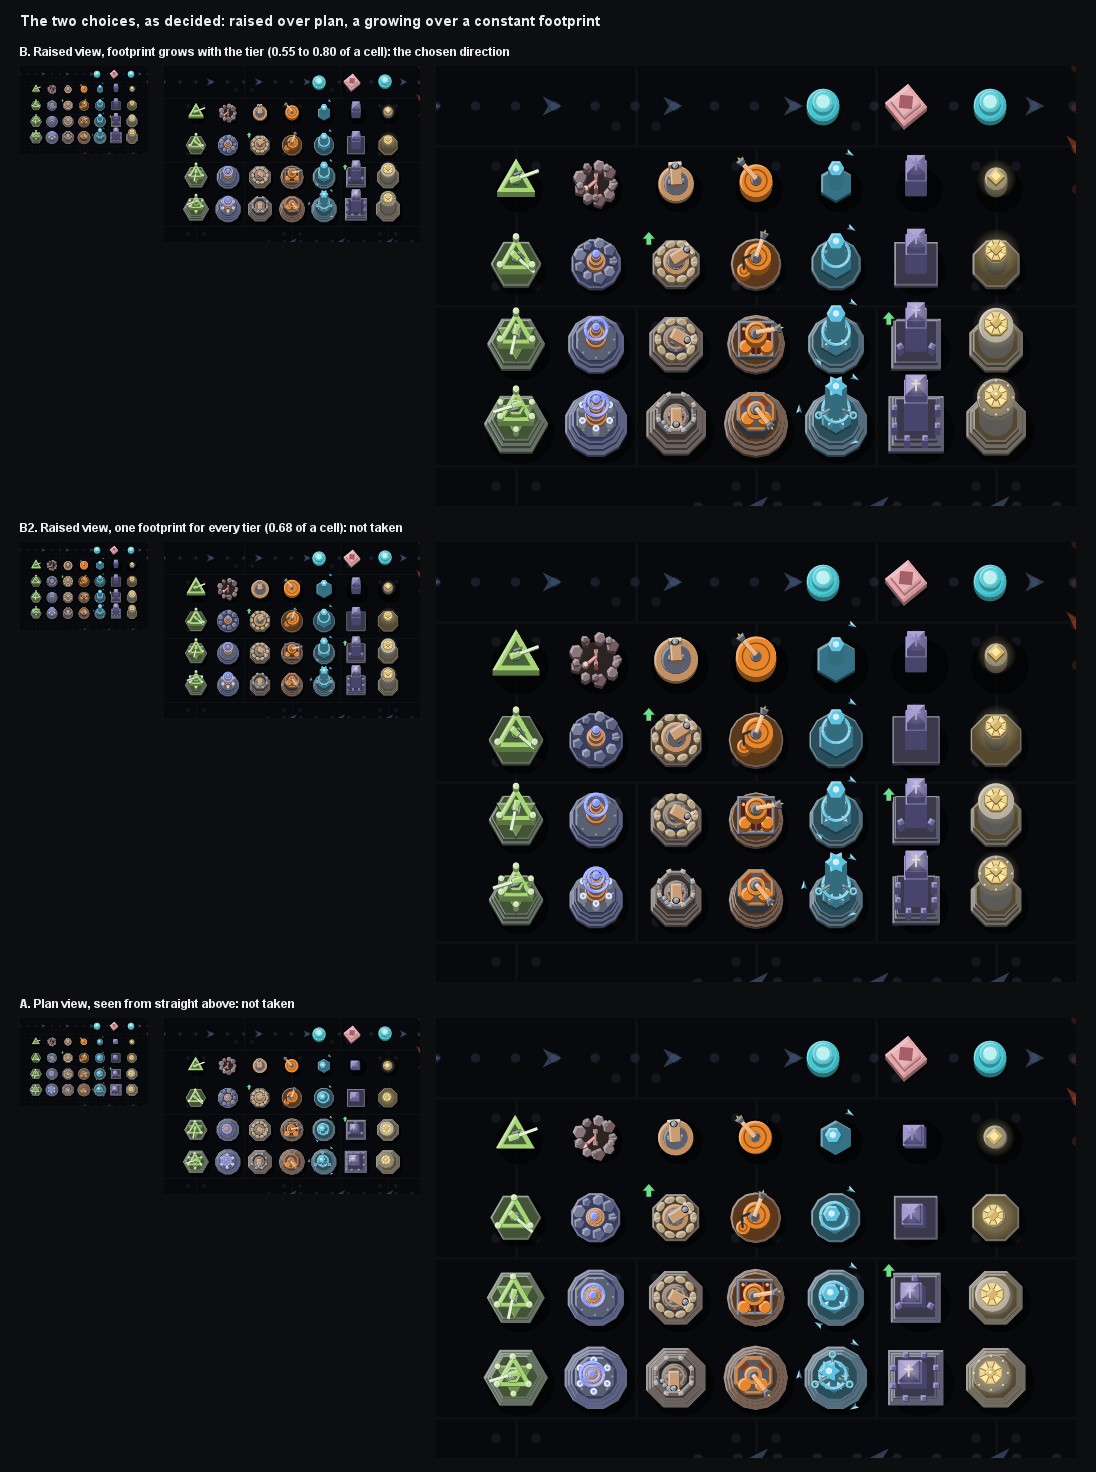 The two choices, as decided: raised over plan, a growing over a constant footprint
B. Raised view, footprint grows with the tier (0.55 to 0.80 of a cell): the chosen direction
B2. Raised view, one footprint for every tier (0.68 of a cell): not taken
A. Plan view, seen from straight above: not taken